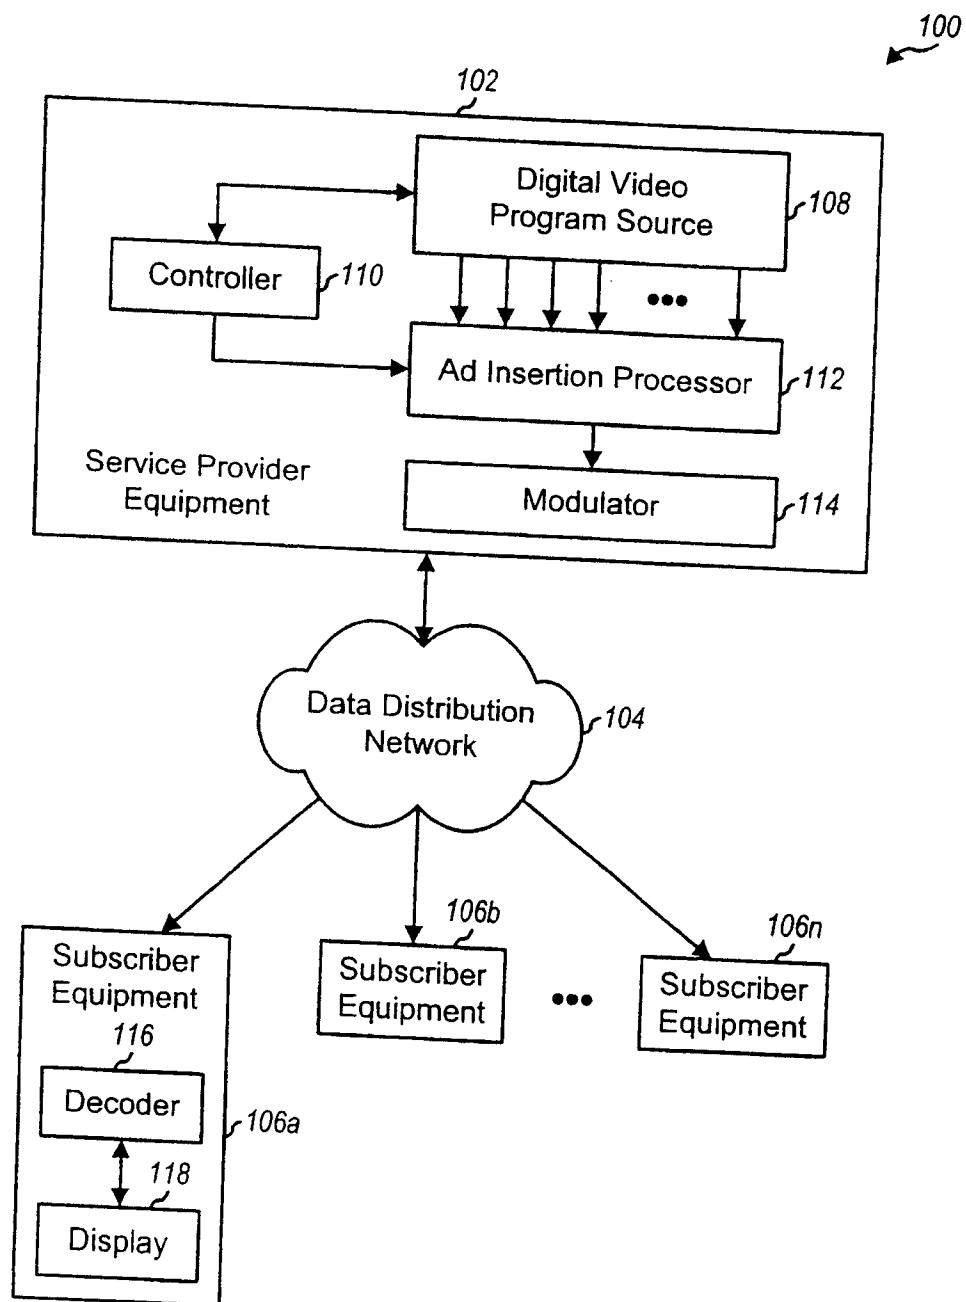 100
102
Digital Video
Program Source
108
Controller
110
Ad Insertion Processor
112
Service Provider
Equipment
Modulator
114
Data Distribution
Network
104
106b
106n
Subscriber
Equipment
Subscriber
Equipment
Subscriber
Equipment
116
Decoder
106a
118
Display